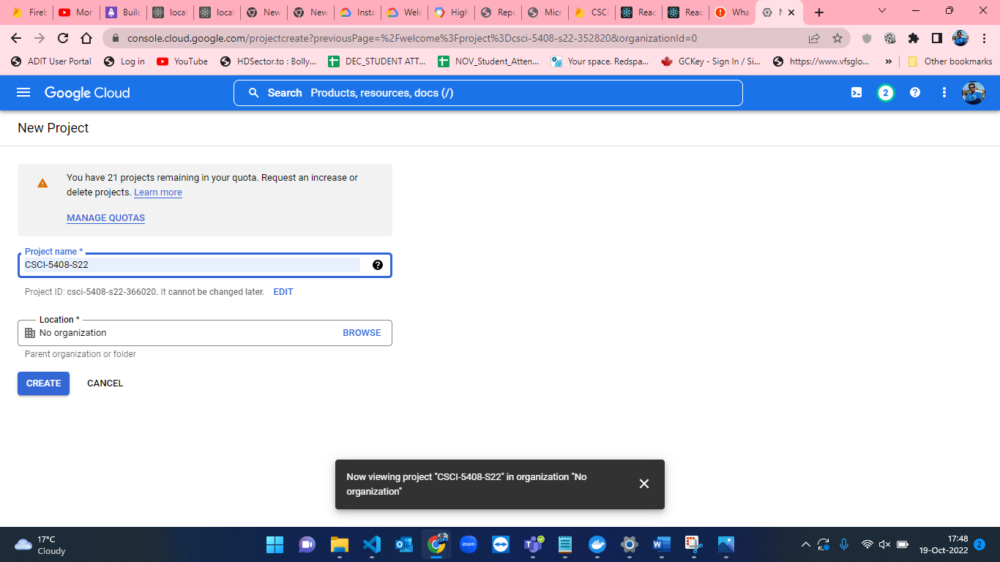 Firel
Mor
Builc
local
local
New
New
Insta
Welc
High
Repo
Micr
CSCI
Reac
Reac
Wha
console.cloud.google.com/projectcreate?previousPage=%2Fwelcome%3Fproject%3Dcsci-5408-s22-352820&organizationId=0
ADIT User Portal
Log in
YouTube
HDSector.to : Bolly...
DEC_STUDENT ATT...
NOV_Student_Atten...
Your space. Redspa...
GCKey - Sign In / Si...
https://www.vfsglo...
»
Other bookmarks
Google Cloud
Search Products, resources, docs (/)
2
New Project
You have 21 projects remaining in your quota. Request an increase or
delete projects. Learn more
MANAGE QUOTAS
Project name *
CSCI-5408-S22
Project ID: csci-5408-s22-366020. It cannot be changed later. EDIT
Location *
No organization
BROWSE
Parent organization or folder
CREATE
CANCEL
Now viewing project "CSCI-5408-S22" in organization "No
organization"
17°C
Cloudy
zoom
17:48
19-Oct-2022
2